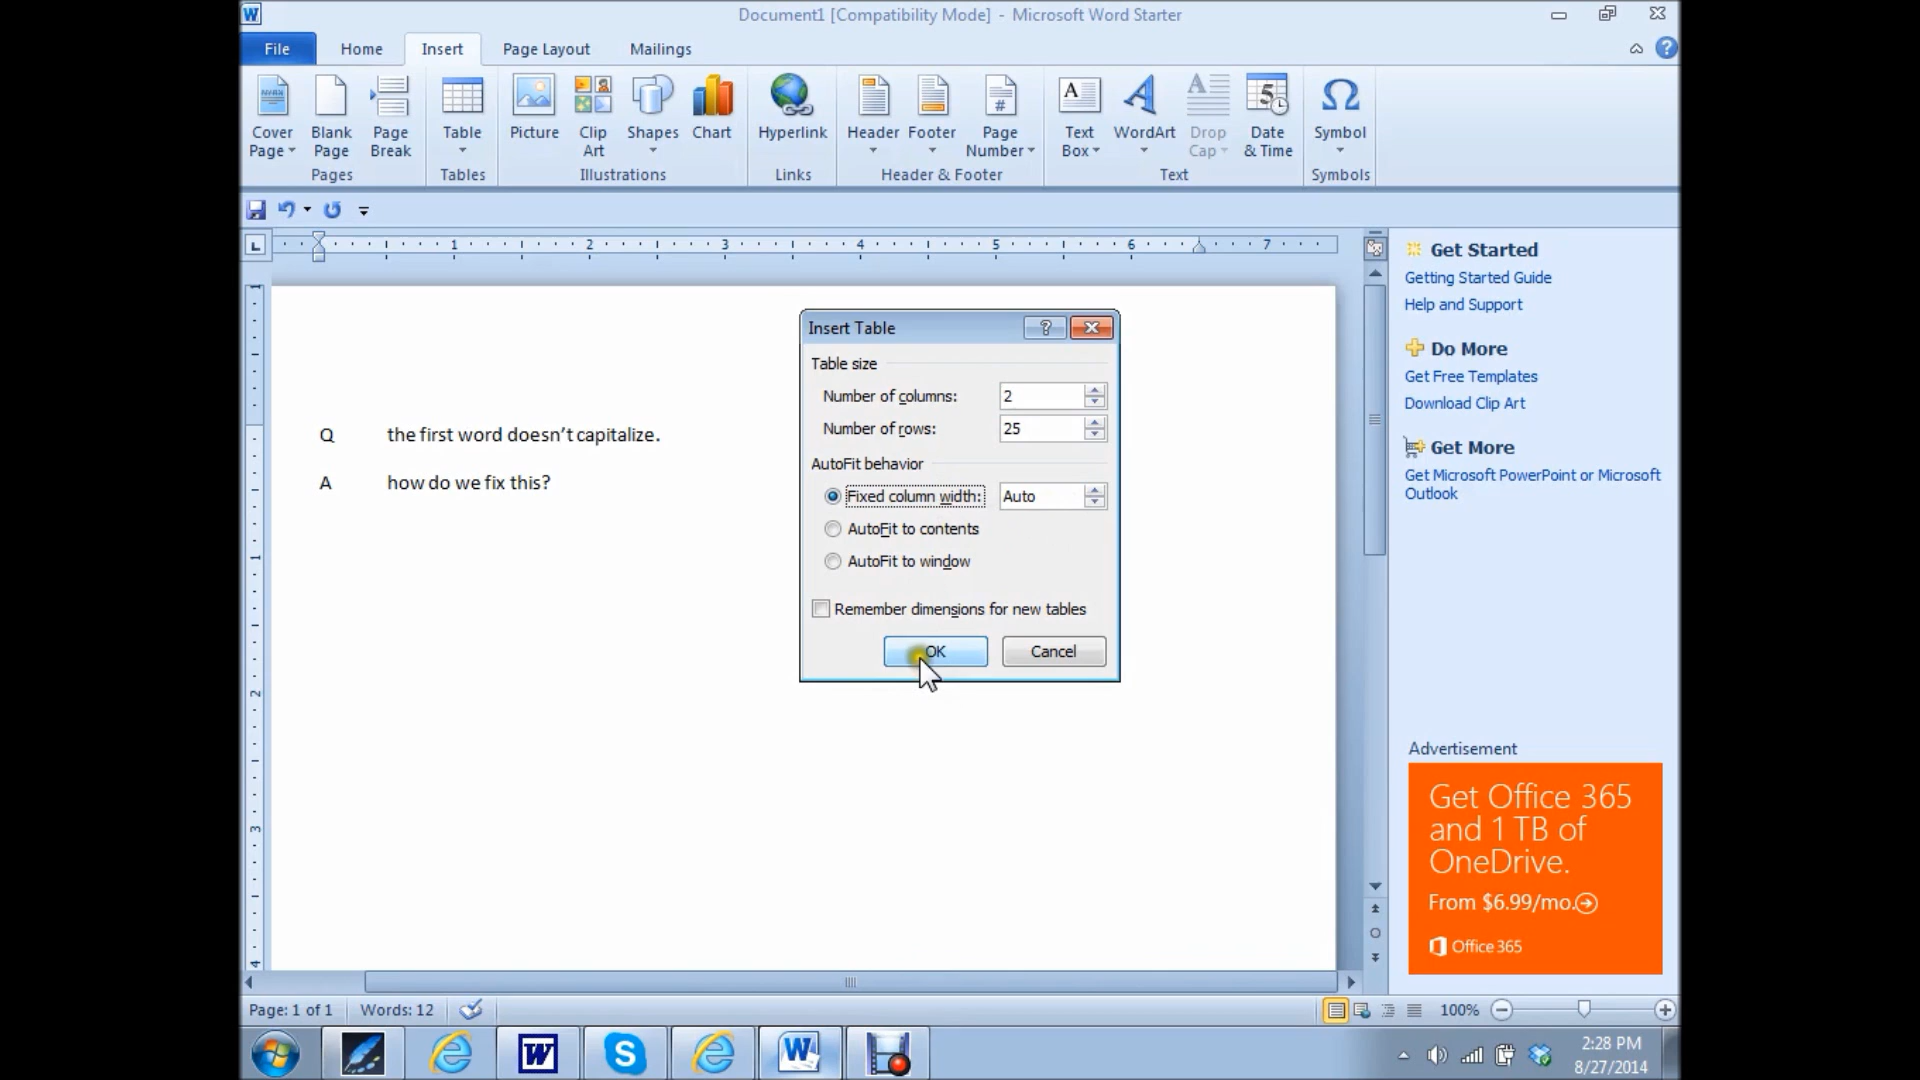 Document1 [Compatibility Mode] - Microsoft Word Starter
File Home Insert Page Layout Mailings
Cover Page
Blank Page
Page Break
Table
Picture
Clip Art
Shapes
Chart
Hyperlink
Header
Footer
Page Number
Text Box
WordArt
Drop Cap
Date & Time
Symbol
Pages Tables Illustrations Links Header & Footer Text Symbols
1 2 3 4 5 6 7
Get Started
Getting Started Guide
Help and Support
Do More
Get Free Templates
Download Clip Art
Get More
Get Microsoft PowerPoint or Microsoft
Outlook
Q the first word doesn't capitalize.
A how do we fix this?
Insert Table
Table size
Number of columns: 2
Number of rows: 25
AutoFit behavior
Fixed column width: Auto
AutoFit to contents
AutoFit to window
Remember dimensions for new tables
OK Cancel
Advertisement
Get Office 365
and 1 TB of
OneDrive.
From $6.99/mo.
Office 365
Page: 1 of 1 Words: 12 100%
2:28 PM
8/27/2014